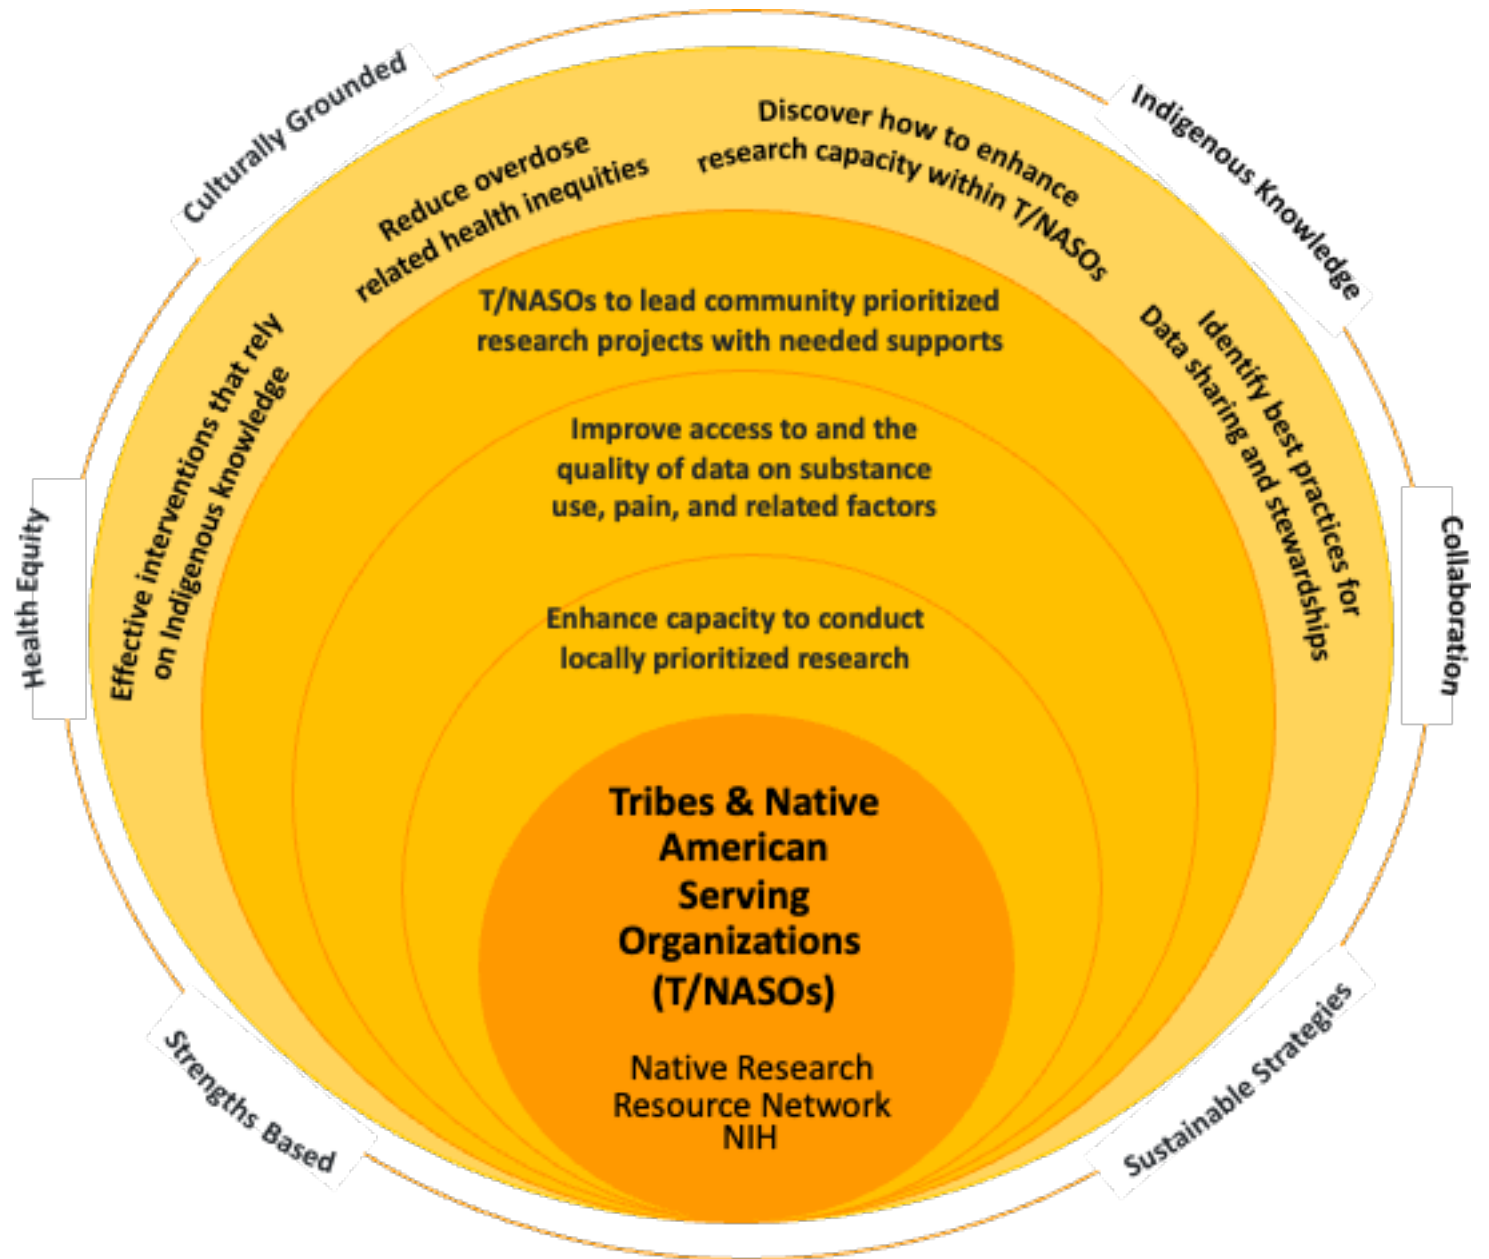 Culturally Grounded
Indigenous Knowledge
Collaboration
Sustainable Strategies
Strengths Based
Health Equity
Effective interventions that rely
on Indigenous knowledge
Reduce overdose
related health inequities
Discover how to enhance
research capacity within T/NASOs
Identify best practices for
Data sharing and stewardships
T/NASOs to lead community prioritized
research projects with needed supports
Improve access to and the
quality of data on substance
use, pain, and related factors
Enhance capacity to conduct
locally prioritized research
Tribes & Native
American
Serving
Organizations
(T/NASOs)
Native Research
Resource Network
NIH